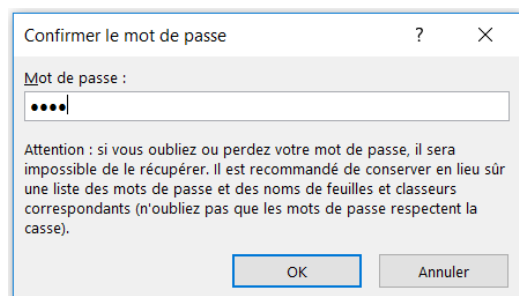 Confirmer le mot de passe ? ×
Mot de passe :
••••
Attention : si vous oubliez ou perdez votre mot de passe, il sera
impossible de le récupérer. Il est recommandé de conserver en lieu sûr
une liste des mots de passe et des noms de feuilles et classeurs
correspondants (n'oubliez pas que les mots de passe respectent la
casse).
OK Annuler